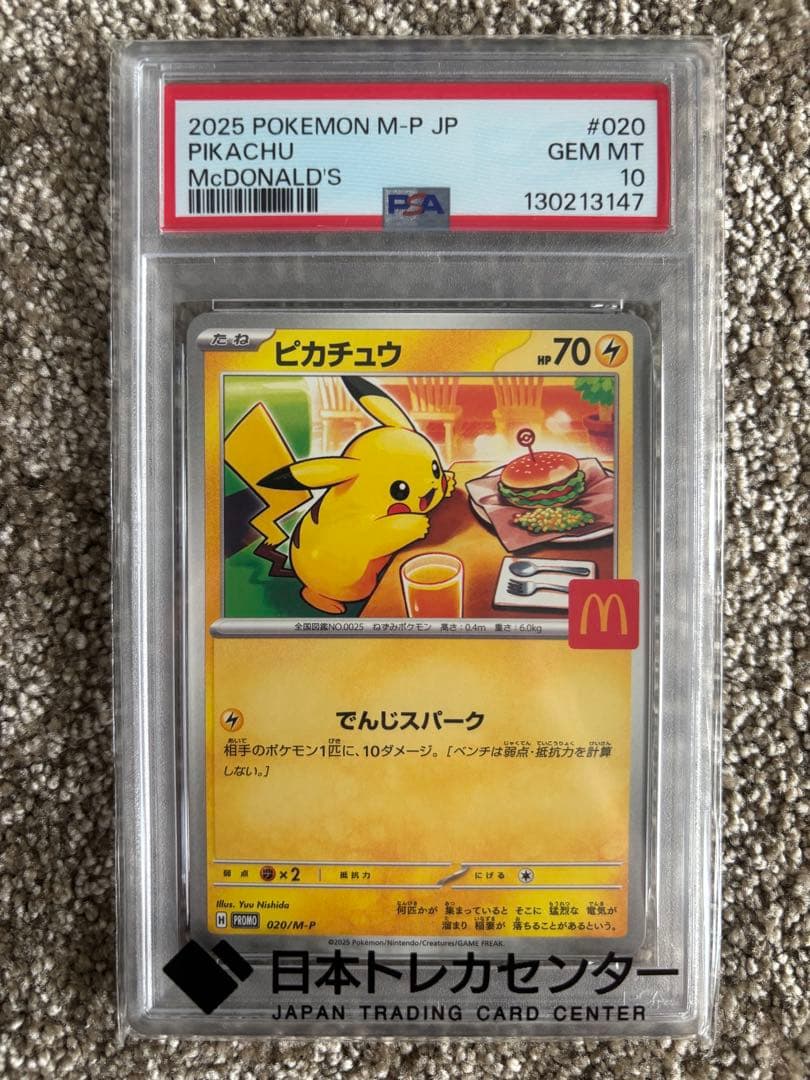 2025 POKEMON M-P JP #020
PIKACHU GEM MT
McDONALD'S 10
PSA 130213147
たね ピカチュウ HP70
全国図鑑NO.0025 ねずみポケモン 高さ:0.4m 重さ:6.0kg
M
でんじスパーク
相手のポケモン1匹に、10ダメージ。[ベンチは弱点・抵抗力を計算
しない。]
弱点 ×2 抵抗力 にげる
Illus. Yuu Nishida
何匹かが 集まっていると そこに 猛烈な 電気が
H PROMO 020/M-P
溜まり 稲妻が 落ちることがあるという。
©2025 Pokémon/Nintendo/Creatures/GAME FREAK.
日本トレカセンター
JAPAN TRADING CARD CENTER